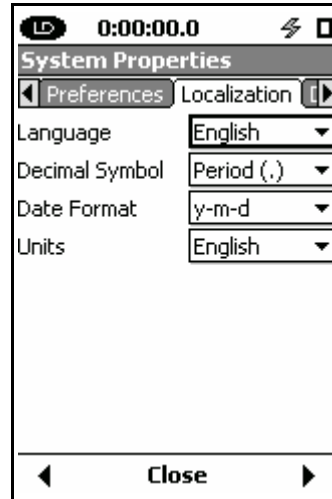 LD 0:00:00.0
System Properties
Preferences Localization
Language English
Decimal Symbol Period (.)
Date Format y-m-d
Units English
Close